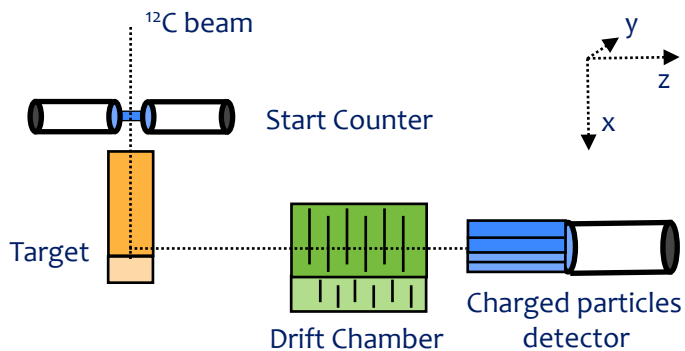 ¹²C beam
y
z
x
Start Counter
Target
Drift Chamber
Charged particles
detector